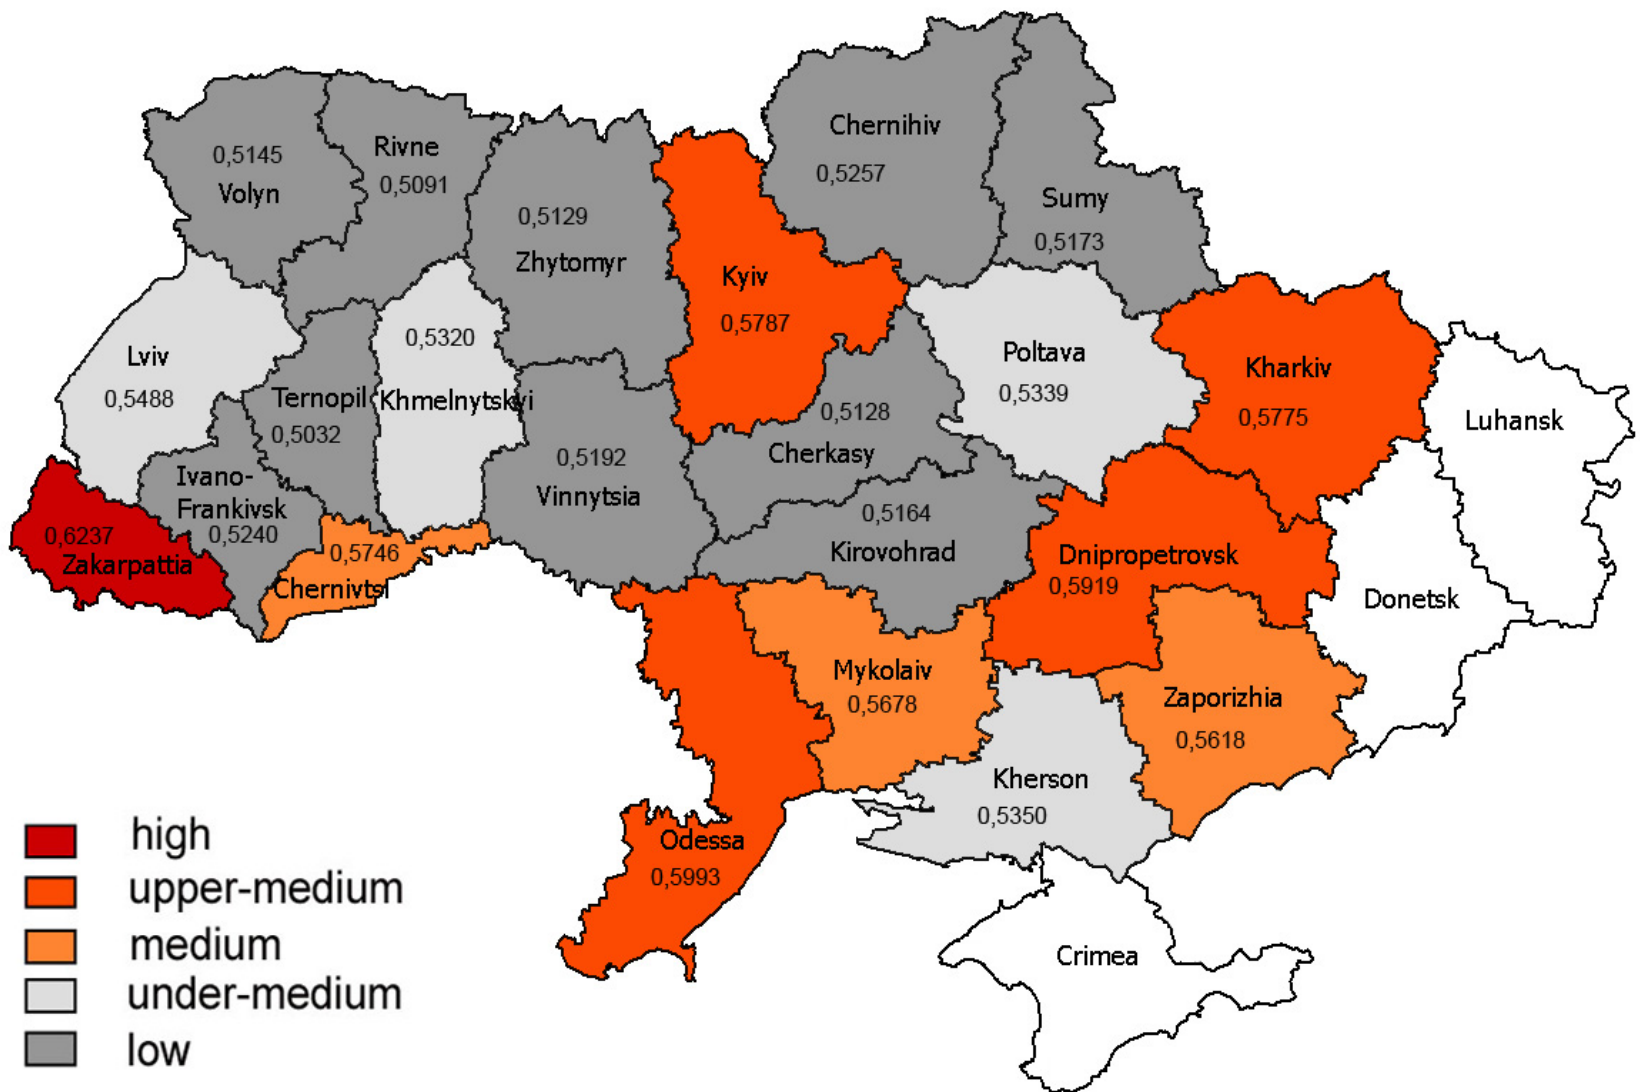 0,5145
Volyn
Rivne
0,5091
0,5129
Zhytomyr
Kyiv
0,5787
Chernihiv
0,5257
Sumy
0,5173
Lviv
0,5488
Ternopil
0,5032
0,5320
Khmelnytskyi
0,5192
Vinnytsia
0,5128
Cherkasy
Poltava
0,5339
Kharkiv
0,5775
Luhansk
0,6237
Zakarpattia
Ivano-
Frankivsk
0,5240
0,5746
Chernivtsi
0,5164
Kirovohrad
Dnipropetrovsk
0,5919
Donetsk
Mykolaiv
0,5678
Zaporizhia
0,5618
Kherson
0,5350
Odessa
0,5993
Crimea
high
upper-medium
medium
under-medium
low